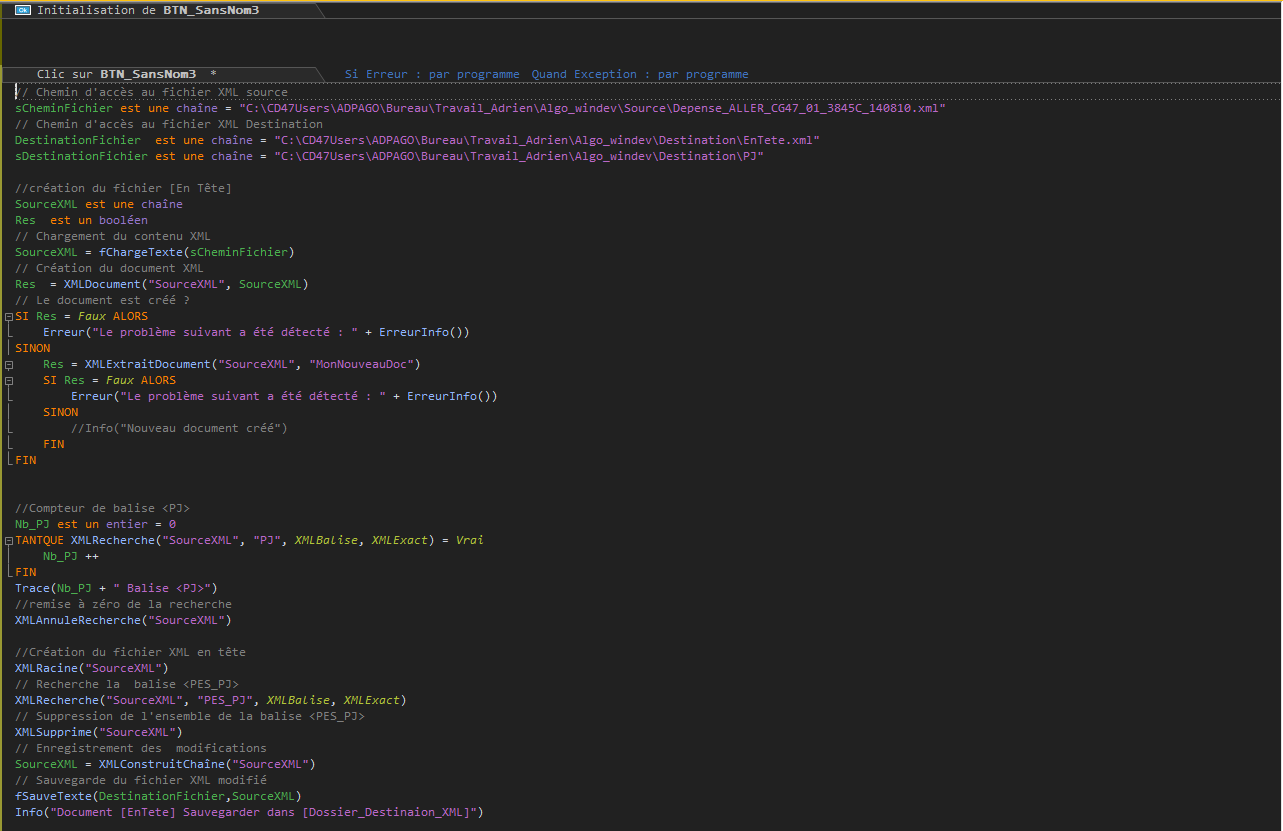 Ok Initialisation de BTN_SansNom3
Clic sur BTN_SansNom3 * Si Erreur : par programme Quand Exception : par programme
// Chemin d'accès au fichier XML source
sCheminFichier est une chaîne = "C:\CD47Users\ADPAGO\Bureau\Travail_Adrien\Algo_windev\Source\Depense_ALLER_CG47_01_3845C_140810.xml"
// Chemin d'accès au fichier XML Destination
DestinationFichier est une chaîne = "C:\CD47Users\ADPAGO\Bureau\Travail_Adrien\Algo_windev\Destination\EnTete.xml"
sDestinationFichier est une chaîne = "C:\CD47Users\ADPAGO\Bureau\Travail_Adrien\Algo_windev\Destination\PJ"
//création du fichier [En Tête]
SourceXML est une chaîne
Res est un booléen
// Chargement du contenu XML
SourceXML = fChargeTexte(sCheminFichier)
// Création du document XML
Res = XMLDocument("SourceXML", SourceXML)
// Le document est créé ?
SI Res = Faux ALORS
Erreur("Le problème suivant a été détecté : " + ErreurInfo())
SINON
Res = XMLExtraitDocument("SourceXML", "MonNouveauDoc")
SI Res = Faux ALORS
Erreur("Le problème suivant a été détecté : " + ErreurInfo())
SINON
//Info("Nouveau document créé")
FIN
FIN
//Compteur de balise <PJ>
Nb_PJ est un entier = 0
TANTQUE XMLRecherche("SourceXML", "PJ", XMLBalise, XMLExact) = Vrai
Nb_PJ ++
FIN
Trace(Nb_PJ + " Balise <PJ>")
//remise à zéro de la recherche
XMLAnnuleRecherche("SourceXML")
//Création du fichier XML en tête
XMLRacine("SourceXML")
// Recherche la balise <PES_PJ>
XMLRecherche("SourceXML", "PES_PJ", XMLBalise, XMLExact)
// Suppression de l'ensemble de la balise <PES_PJ>
XMLSupprime("SourceXML")
// Enregistrement des modifications
SourceXML = XMLConstruitChaîne("SourceXML")
// Sauvegarde du fichier XML modifié
fSauveTexte(DestinationFichier,SourceXML)
Info("Document [EnTete] Sauvegarder dans [Dossier_Destinaion_XML]")